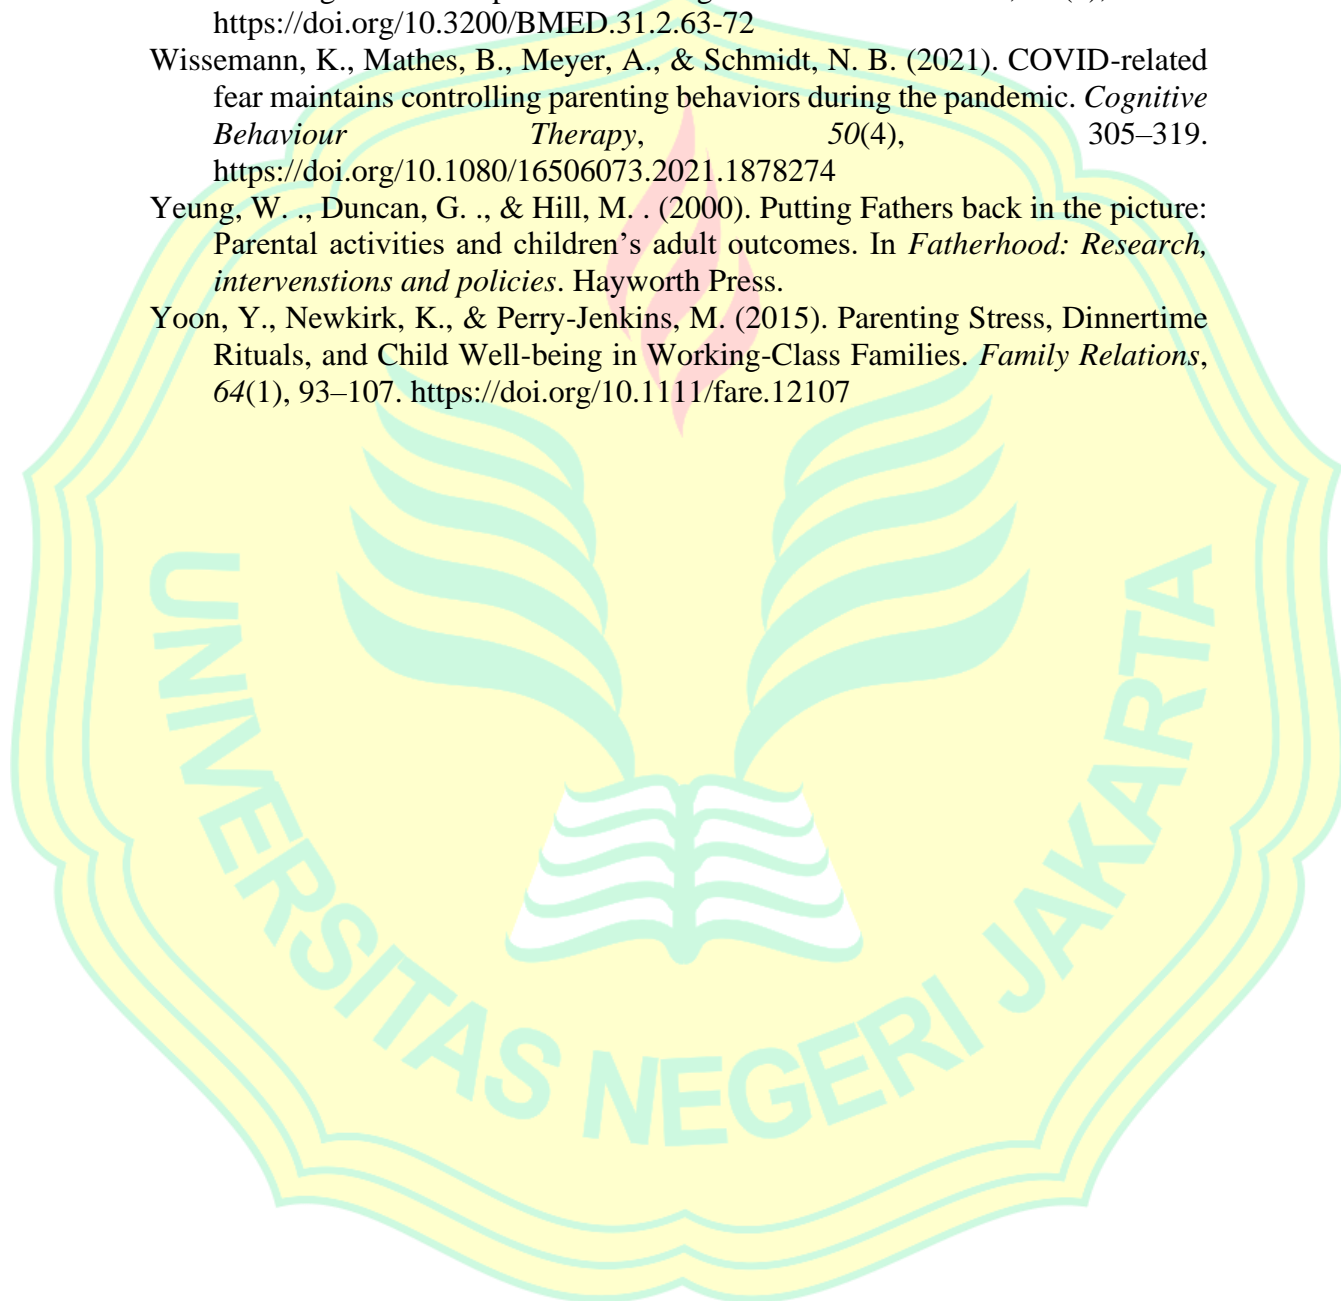 https://doi.org/10.3200/BMED.31.2.63-72
Wissemann, K., Mathes, B., Meyer, A., & Schmidt, N. B. (2021). COVID-related
fear maintains controlling parenting behaviors during the pandemic. Cognitive
Behaviour Therapy, 50(4), 305–319.
https://doi.org/10.1080/16506073.2021.1878274
Yeung, W. ., Duncan, G. ., & Hill, M. . (2000). Putting Fathers back in the picture:
Parental activities and children’s adult outcomes. In Fatherhood: Research,
intervenstions and policies. Hayworth Press.
Yoon, Y., Newkirk, K., & Perry-Jenkins, M. (2015). Parenting Stress, Dinnertime
Rituals, and Child Well-being in Working-Class Families. Family Relations,
64(1), 93–107. https://doi.org/10.1111/fare.12107
UNIVERSITAS NEGERI JAKARTA